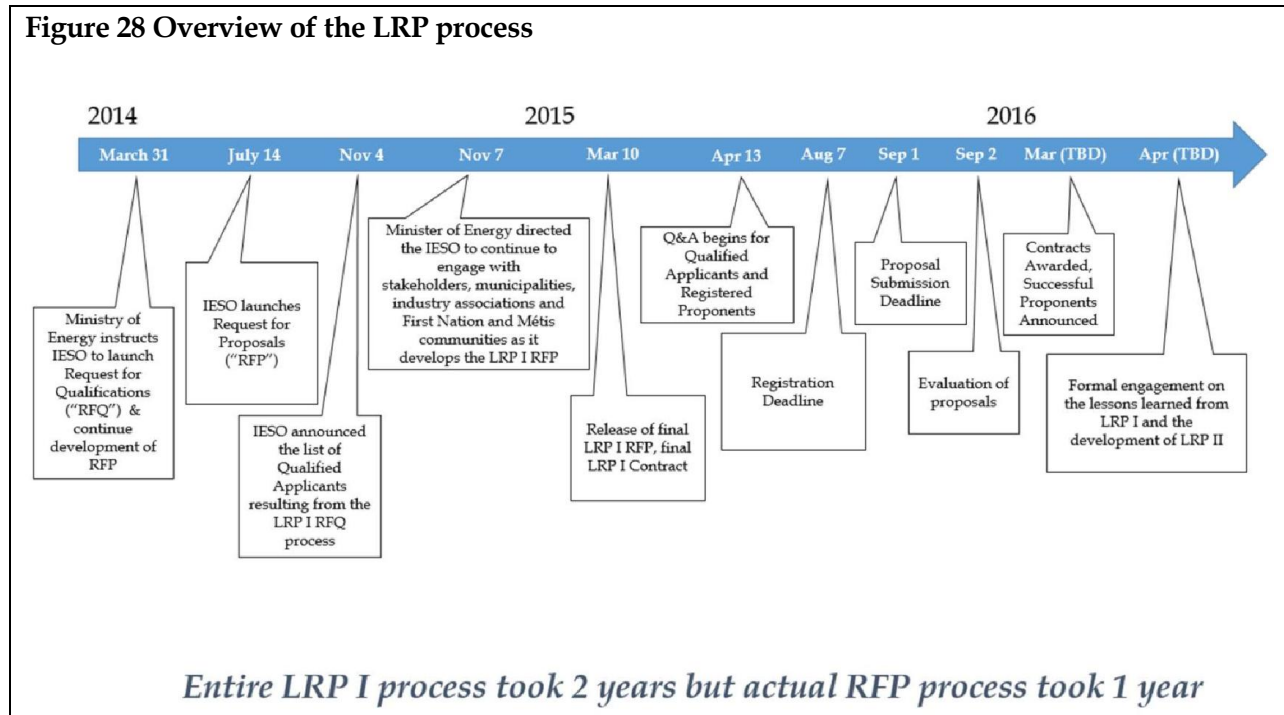 Figure 28 Overview of the LRP process
2014
2015
2016
March 31
July 14
Nov 4
Nov 7
Mar 10
Apr 13
Aug 7
Sep 1
Sep 2
Mar (TBD)
Apr (TBD)
Ministry of
Energy instructs
IESO to launch
Request for
Qualifications
("RFQ") &
continue
development of
RFP
IESO launches
Request for
Proposals
("RFP")
IESO announced
the list of
Qualified
Applicants
resulting from the
LRP I RFQ
process
Minister of Energy directed
the IESO to continue to
engage with
stakeholders, municipalities,
industry associations and
First Nation and Métis
communities as it
develops the LRP I RFP
Release of final
LRP I RFP, final
LRP I Contract
Q&A begins for
Qualified
Applicants and
Registered
Proponents
Registration
Deadline
Proposal
Submission
Deadline
Evaluation of
proposals
Contracts
Awarded,
Successful
Proponents
Announced
Formal engagement on
the lessons learned from
LRP I and the
development of LRP II
Entire LRP I process took 2 years but actual RFP process took 1 year